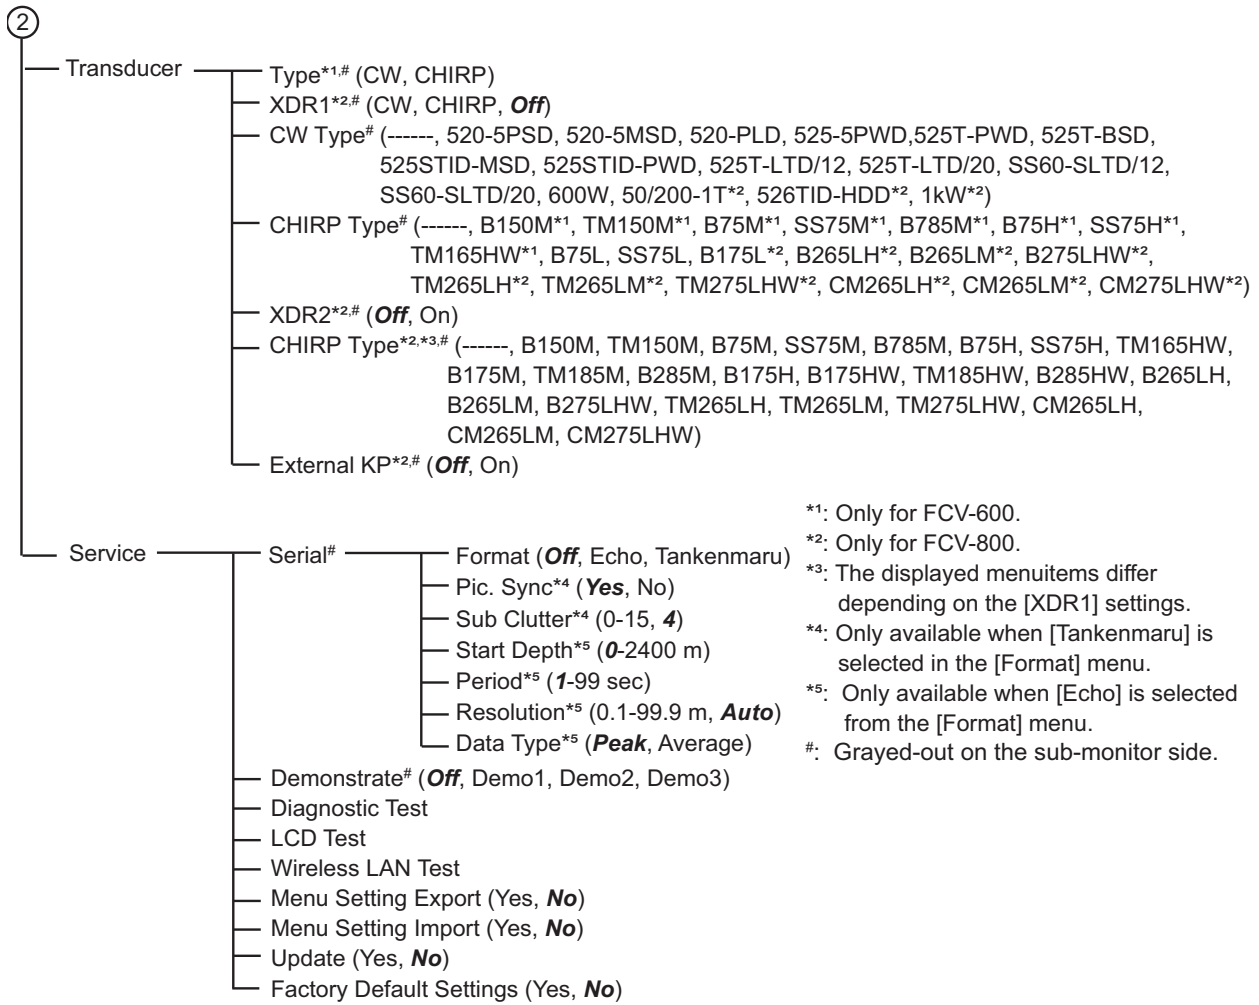 2
Transducer
Type*¹,# (CW, CHIRP)
XDR1*²,# (CW, CHIRP, Off)
CW Type# (------, 520-5PSD, 520-5MSD, 520-PLD, 525-5PWD,525T-PWD, 525T-BSD,
525STID-MSD, 525STID-PWD, 525T-LTD/12, 525T-LTD/20, SS60-SLTD/12,
SS60-SLTD/20, 600W, 50/200-1T*², 526TID-HDD*², 1kW*²)
CHIRP Type# (------, B150M*¹, TM150M*¹, B75M*¹, SS75M*¹, B785M*¹, B75H*¹, SS75H*¹,
TM165HW*¹, B75L, SS75L, B175L*², B265LH*², B265LM*², B275LHW*²,
TM265LH*², TM265LM*², TM275LHW*², CM265LH*², CM265LM*², CM275LHW*²)
XDR2*²,# (Off, On)
CHIRP Type*²,*³,# (------, B150M, TM150M, B75M, SS75M, B785M, B75H, SS75H, TM165HW,
B175M, TM185M, B285M, B175H, B175HW, TM185HW, B285HW, B265LH,
B265LM, B275LHW, TM265LH, TM265LM, TM275LHW, CM265LH,
CM265LM, CM275LHW)
External KP*²,# (Off, On)
Service
Serial#
Format (Off, Echo, Tankenmaru)
Pic. Sync*⁴ (Yes, No)
Sub Clutter*⁴ (0-15, 4)
Start Depth*⁵ (0-2400 m)
Period*⁵ (1-99 sec)
Resolution*⁵ (0.1-99.9 m, Auto)
Data Type*⁵ (Peak, Average)
Demonstrate# (Off, Demo1, Demo2, Demo3)
Diagnostic Test
LCD Test
Wireless LAN Test
Menu Setting Export (Yes, No)
Menu Setting Import (Yes, No)
Update (Yes, No)
Factory Default Settings (Yes, No)
*¹: Only for FCV-600.
*²: Only for FCV-800.
*³: The displayed menuitems differ
depending on the [XDR1] settings.
*⁴: Only available when [Tankenmaru] is
selected in the [Format] menu.
*⁵: Only available when [Echo] is selected
from the [Format] menu.
#: Grayed-out on the sub-monitor side.